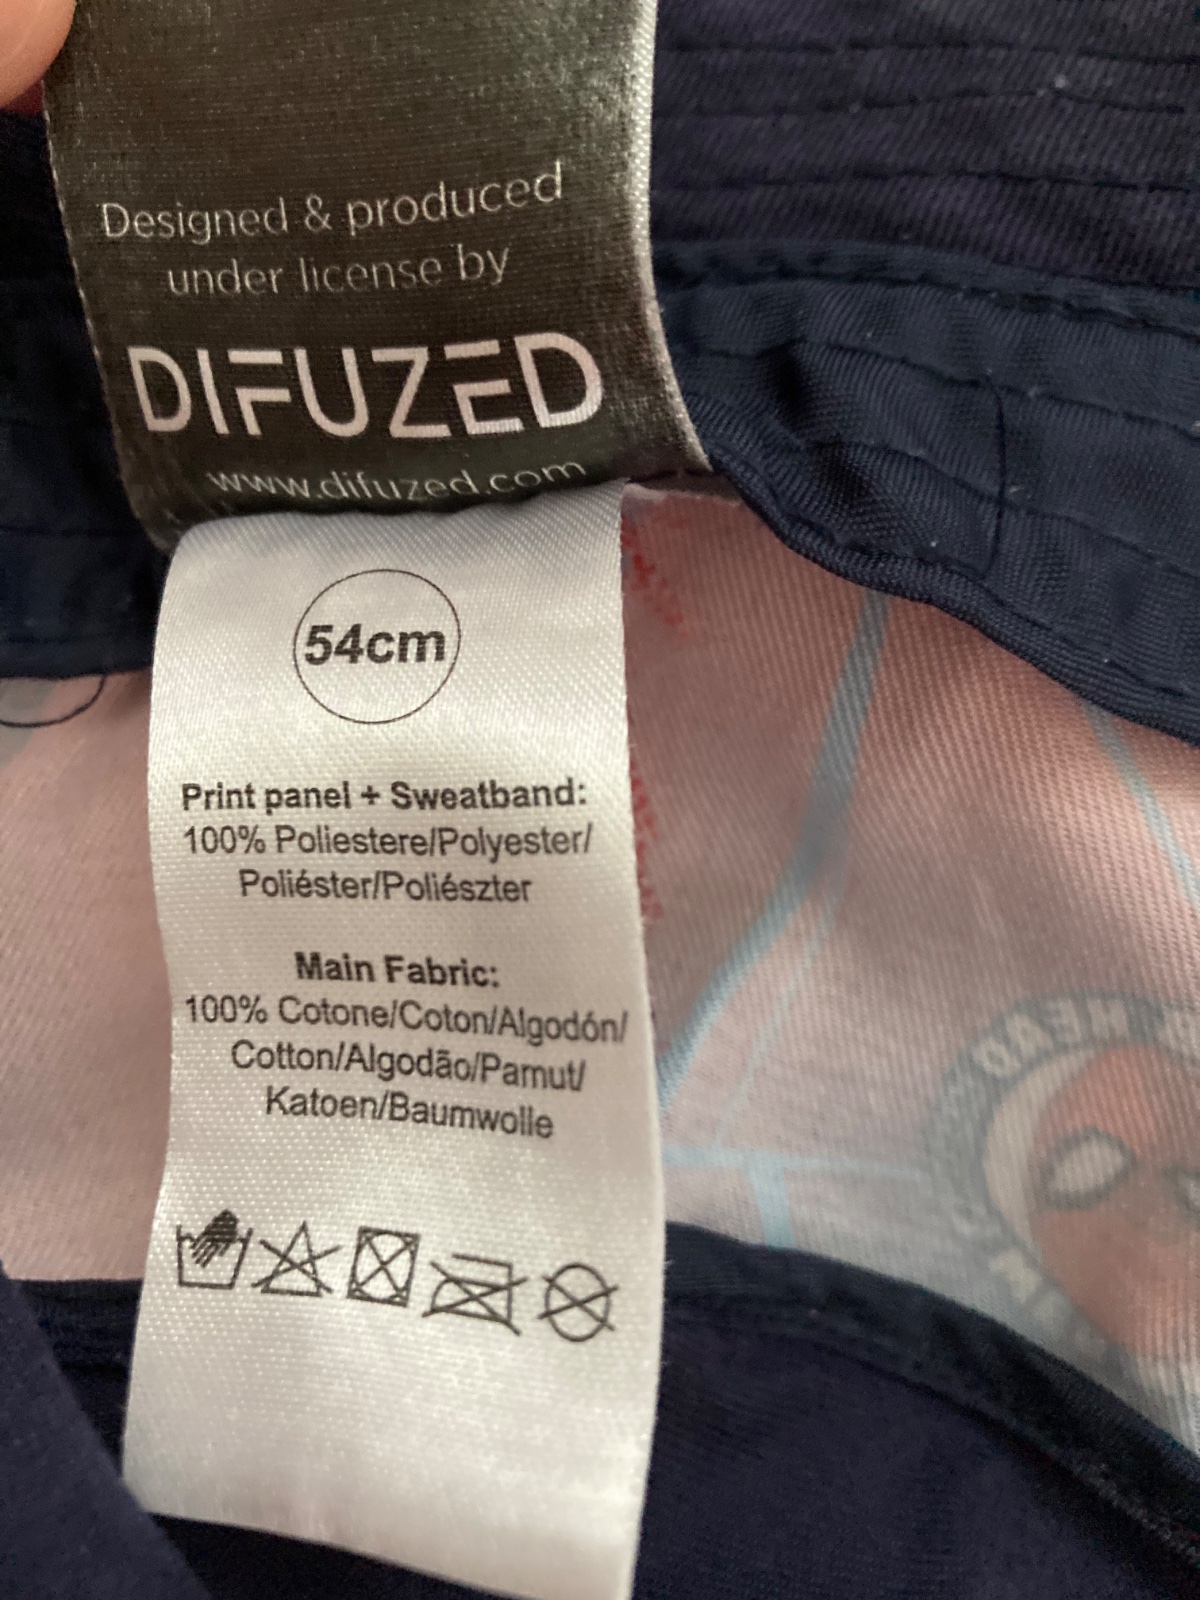 Designed & produced
under license by
DIFUZED
www.difuzed.com
54cm
Print panel + Sweatband:
100% Poliestere/Polyester/
Poliéster/Poliészter
Main Fabric:
100% Cotone/Coton/Algodón/
Cotton/Algodão/Pamut/
Katoen/Baumwolle